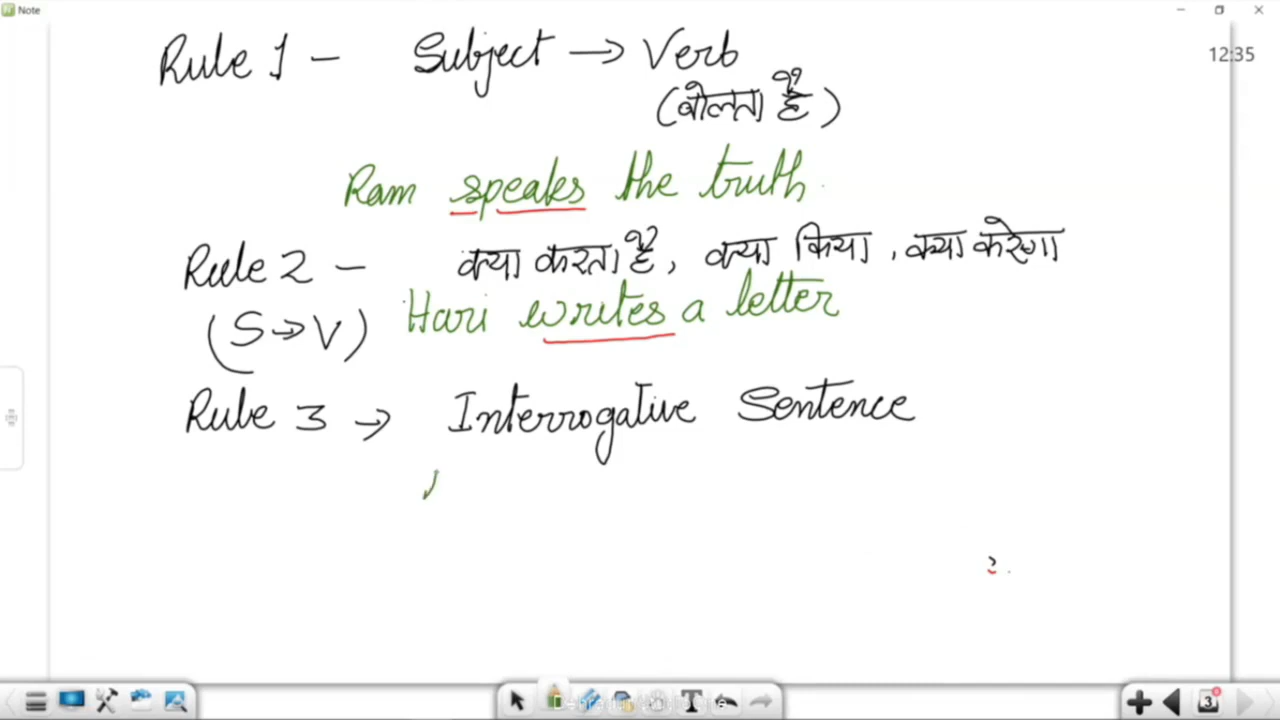 Note
12:35
Rule 1 – Subject → Verb
(बोलता है)
Ram speaks the truth.
Rule 2 – क्या करता है, क्या किया, क्या करेगा
(S→V) Hari writes a letter
Rule 3 → Interrogative Sentence
3